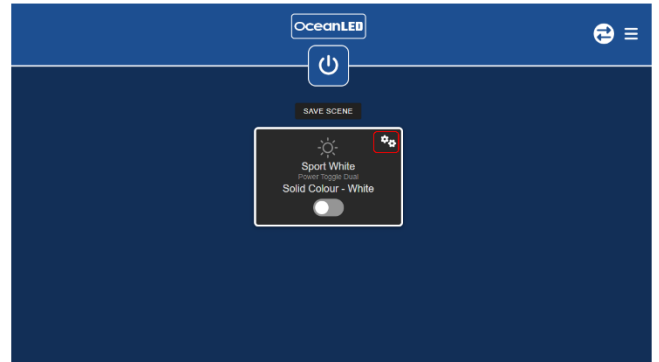 OceanLED
SAVE SCENE
Sport White
Power Toggle Dual
Solid Colour - White